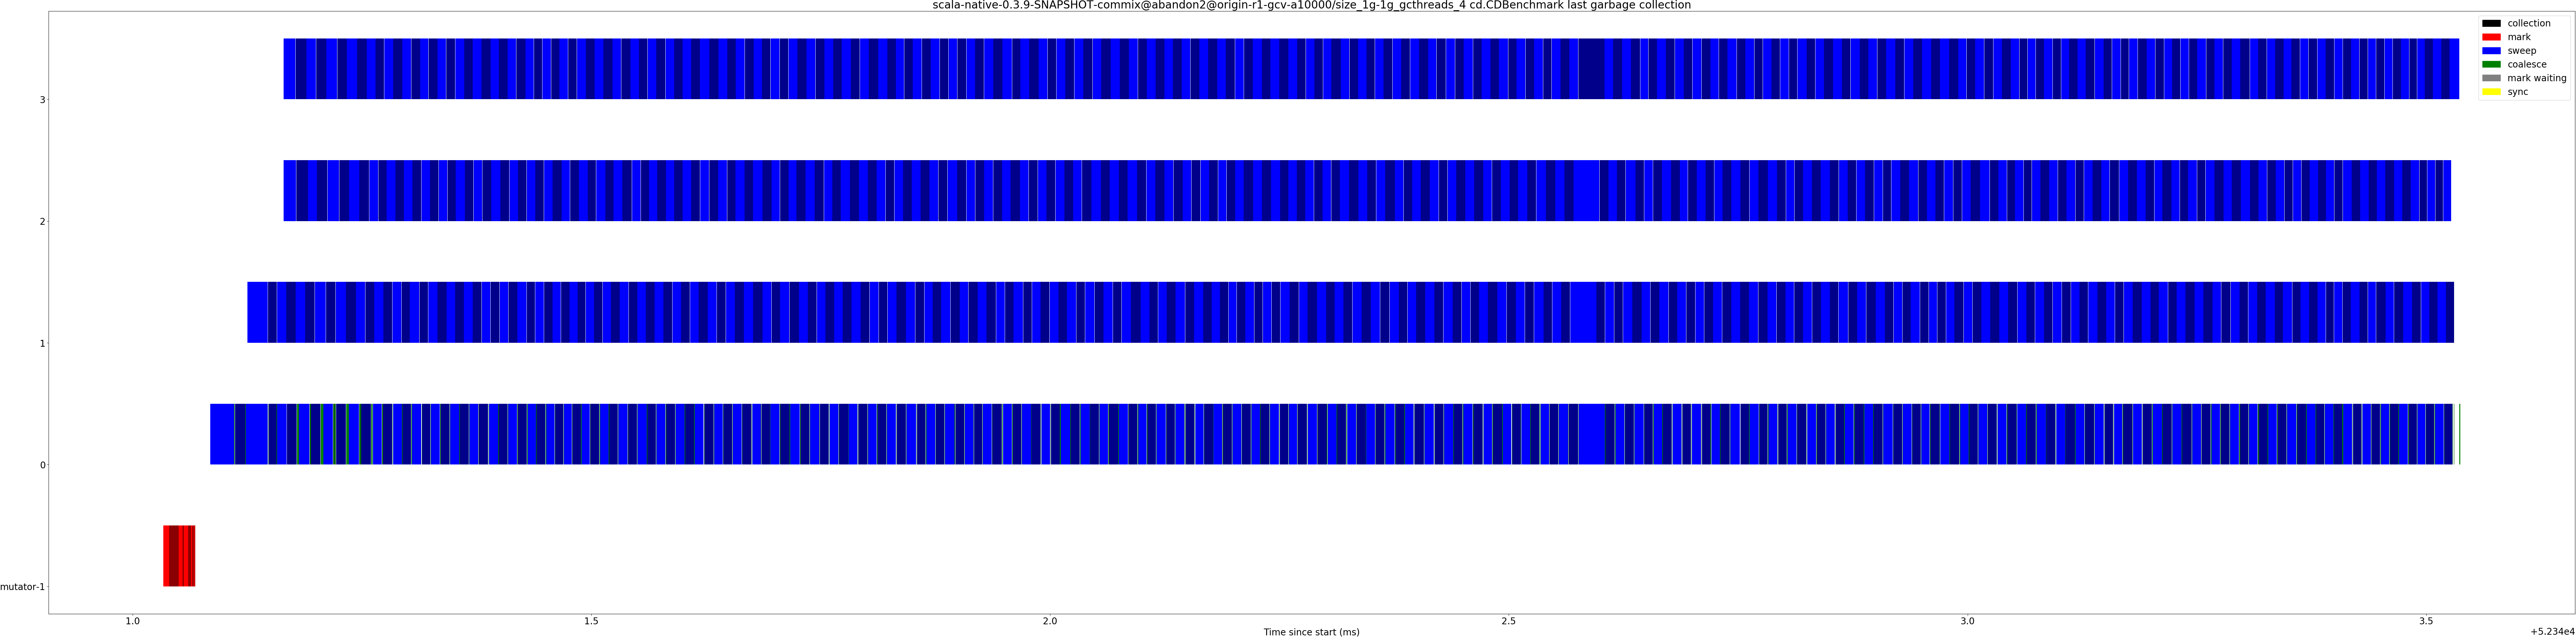 scala-native-0.3.9-SNAPSHOT-commix@abandon2@origin-r1-gcv-a10000/size_1g-1g_gcthreads_4 cd.CDBenchmark last garbage collection
collection
mark
sweep
coalesce
mark waiting
sync
3
2
1
0
mutator-1
1.0
1.5
2.0
2.5
3.0
3.5
Time since start (ms)
+5.234e4